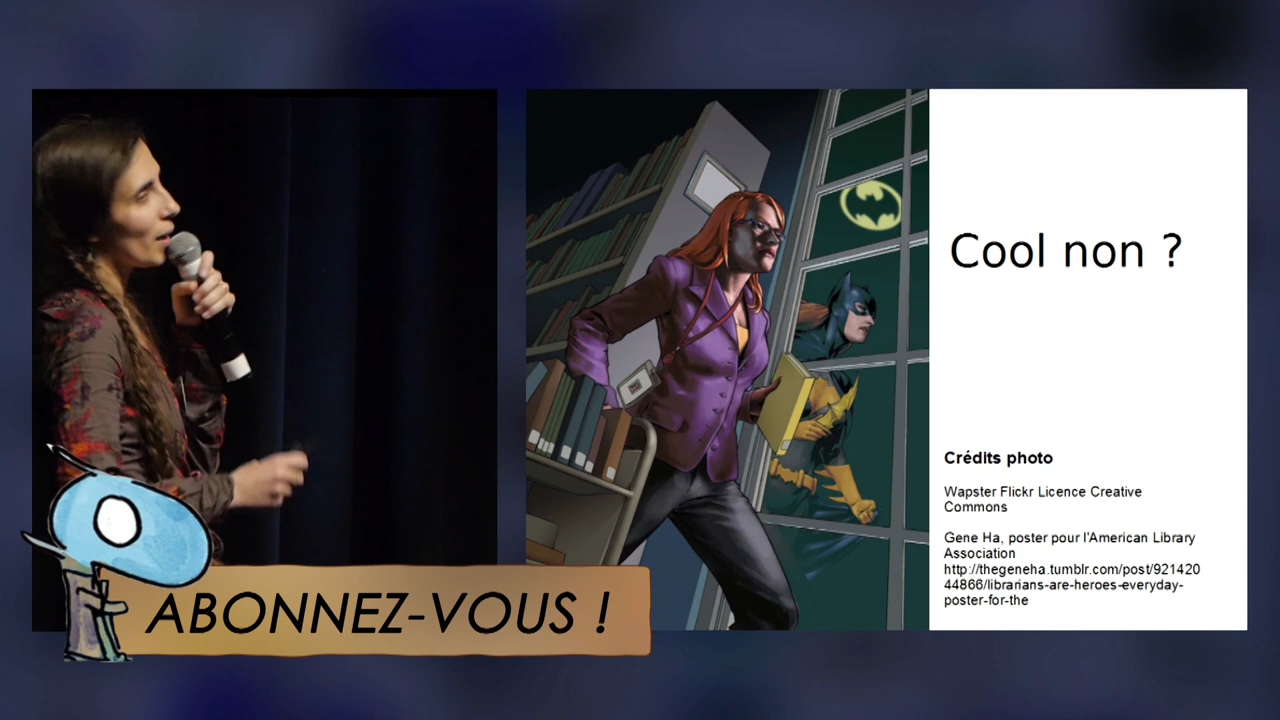 Cool non ?
Crédits photo
Wapster Flickr Licence Creative
Commons
Gene Ha, poster pour l'American Library
Association
http://thegeneha.tumblr.com/post/921420
44866/librarians-are-heroes-everyday-
poster-for-the
ABONNEZ-VOUS !